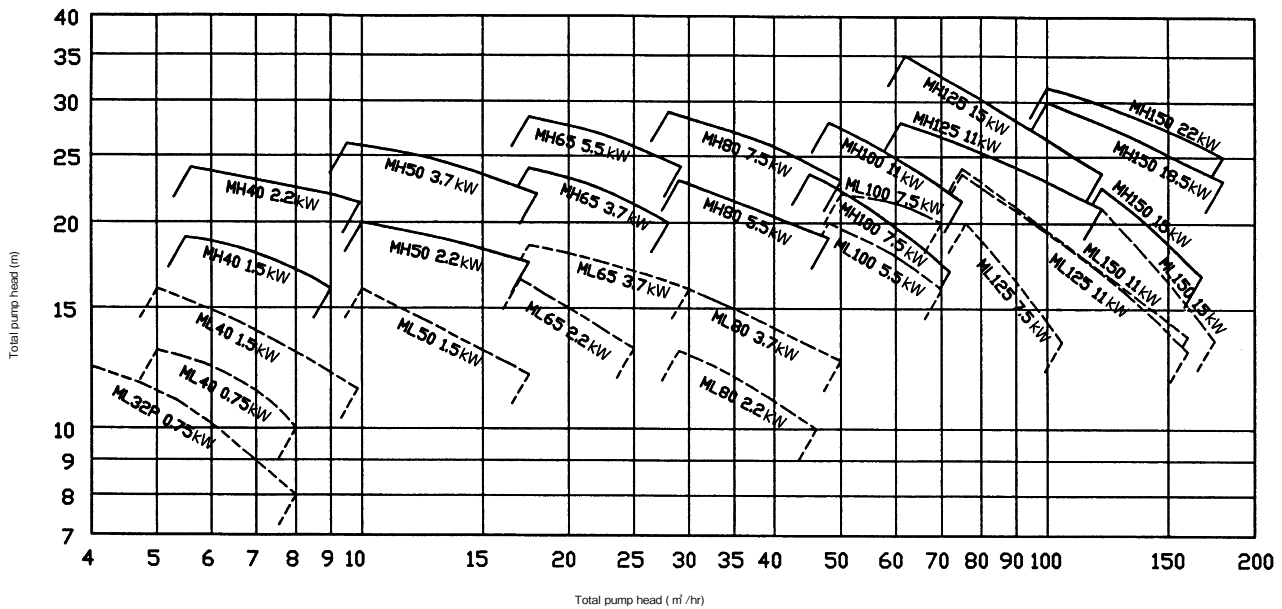 40
35
30
25
20
15
10
9
8
7
Total pump head (m)
MH125 15kW
MH150 22kW
MH125 11kW
MH150 18.5kW
MH65 5.5kW
MH80 7.5kW
MH100 11kW
MH50 3.7kW
MH40 2.2kW
MH65 3.7kW
ML100 7.5kW
MH80 5.5kW
MH100 7.5kW
MH150 15kW
MH40 1.5kW
MH50 2.2kW
ML65 3.7kW
ML100 5.5kW
ML125 7.5kW
ML150 11kW
ML125 11kW
ML150 15kW
ML40 1.5kW
ML50 1.5kW
ML65 2.2kW
ML80 3.7kW
ML40 0.75kW
ML32P 0.75kW
ML80 2.2kW
4 5 6 7 8 9 10 15 20 25 30 35 40 50 60 70 80 90 100 150 200
Total pump head ( ㎥/hr)